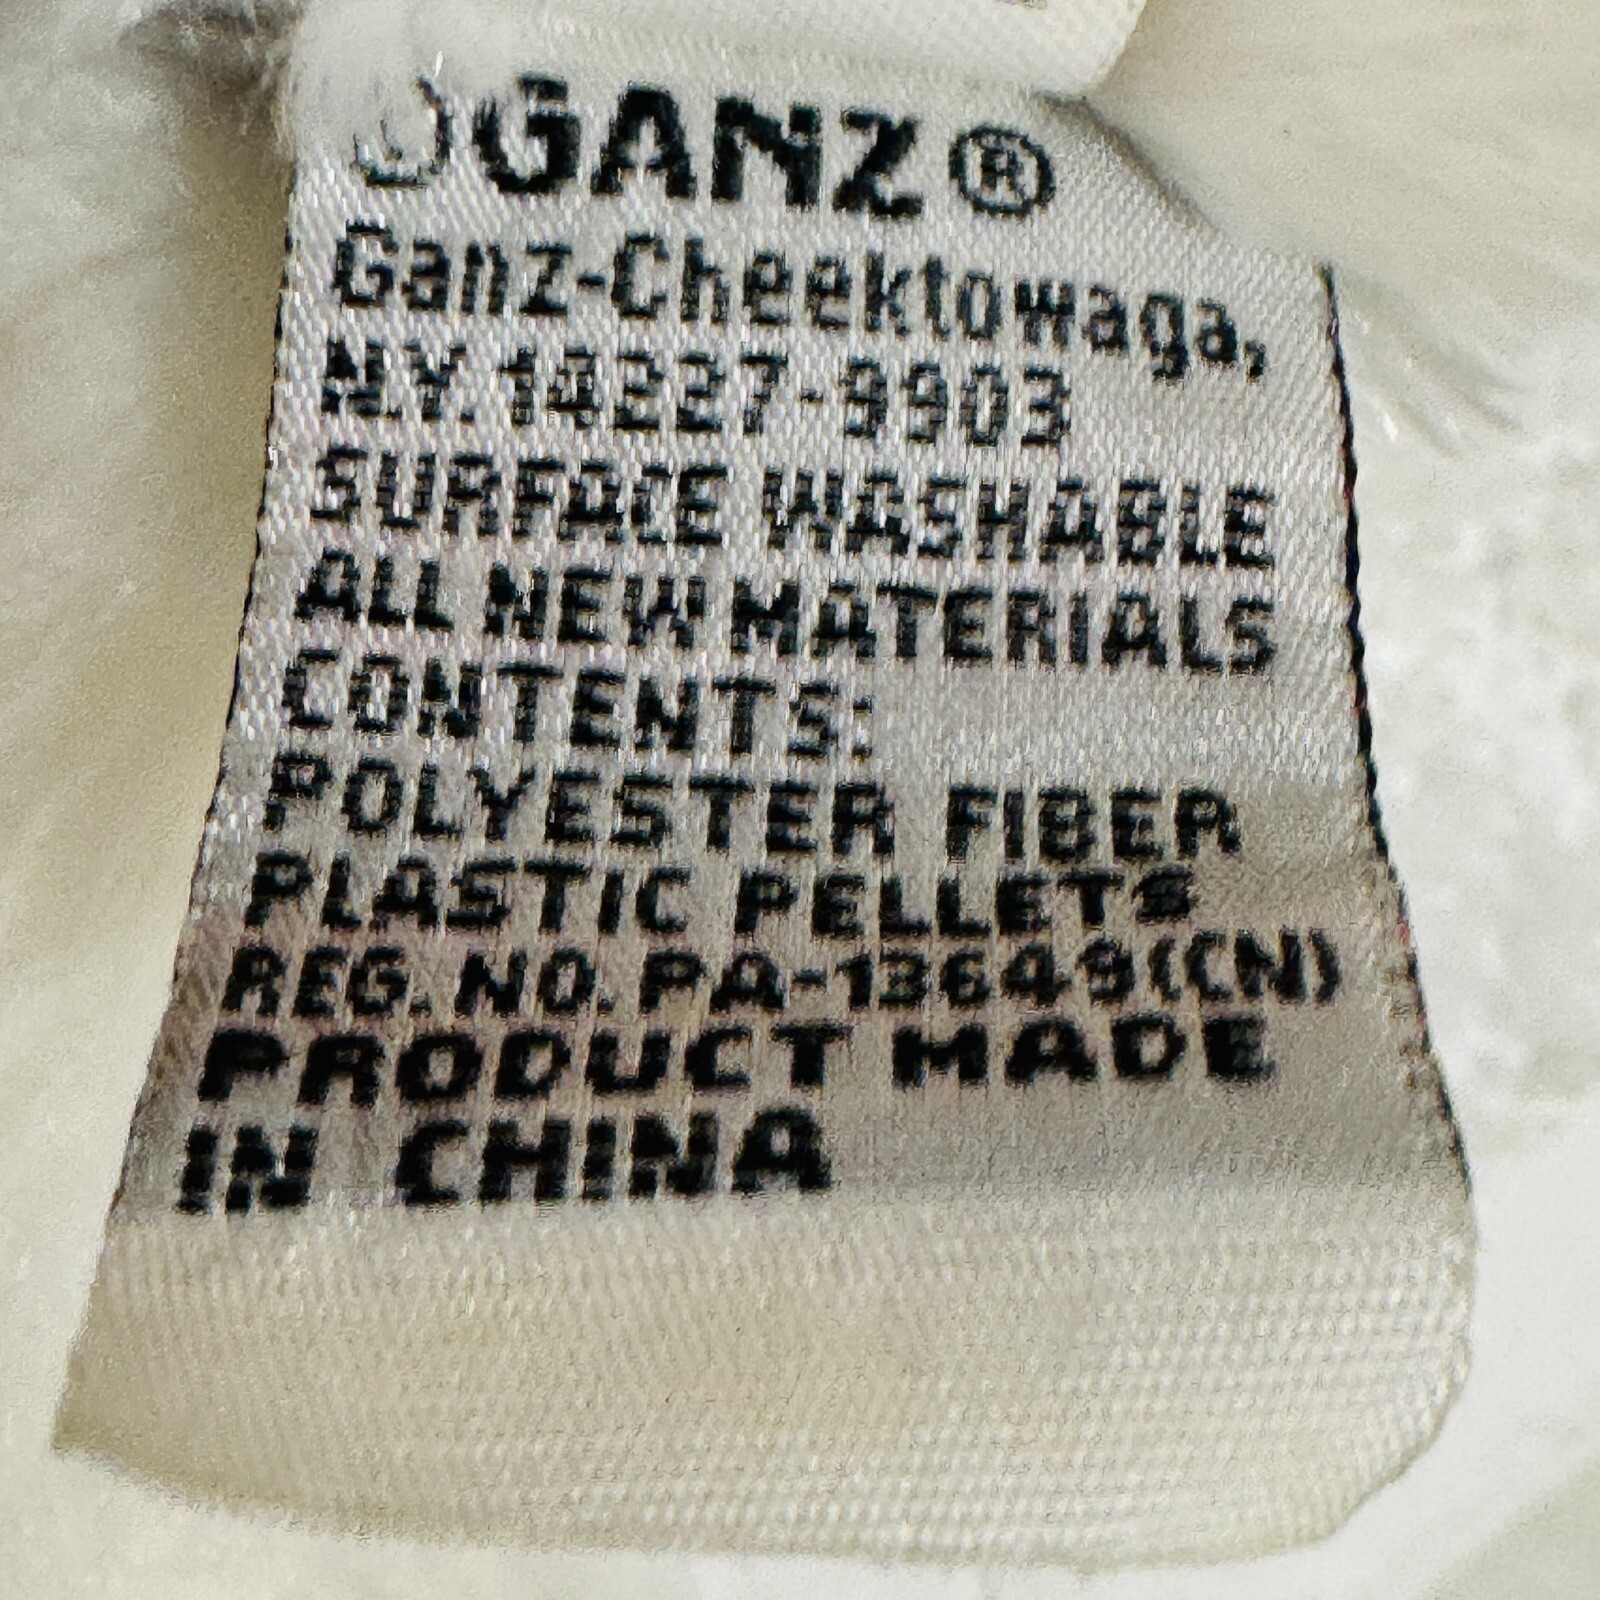 ©GANZ®
Ganz-Cheektowaga,
N.Y. 14227-9903
SURFACE WASHABLE
ALL NEW MATERIALS
CONTENTS:
POLYESTER FIBER
PLASTIC PELLETS
REG. NO. PA-13649(CN)
PRODUCT MADE
IN CHINA